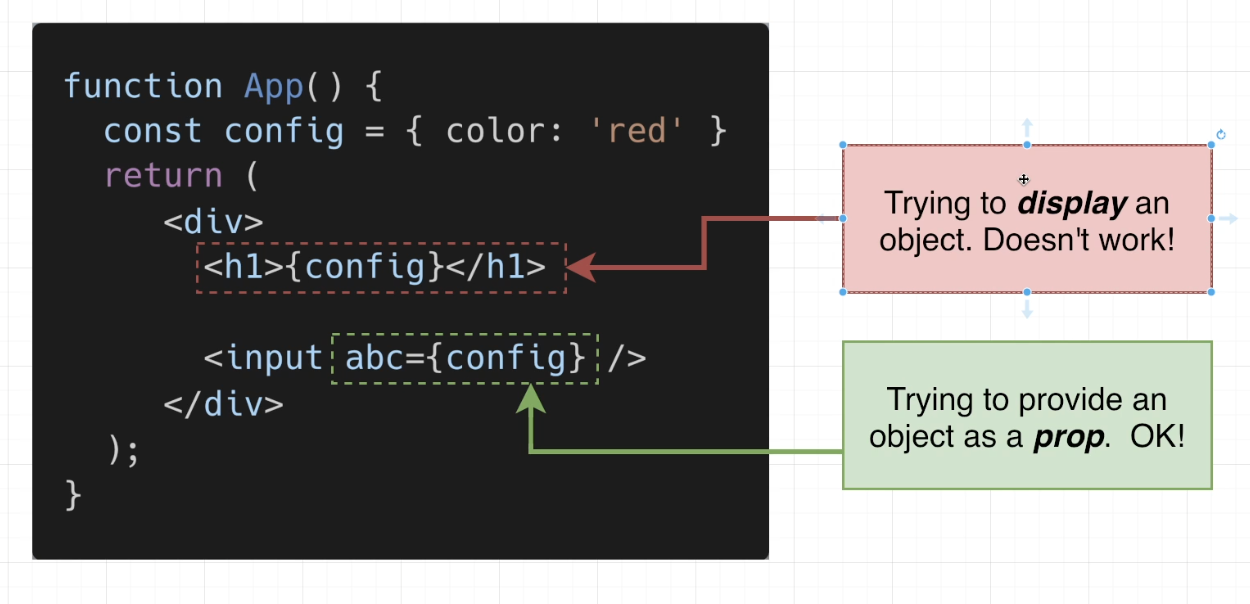 function App() {
const config = { color: 'red' }
return (
<div>
<h1>{config}</h1>
<input abc={config} />
</div>
);
}
Trying to display an
object. Doesn't work!
Trying to provide an
object as a prop.  OK!